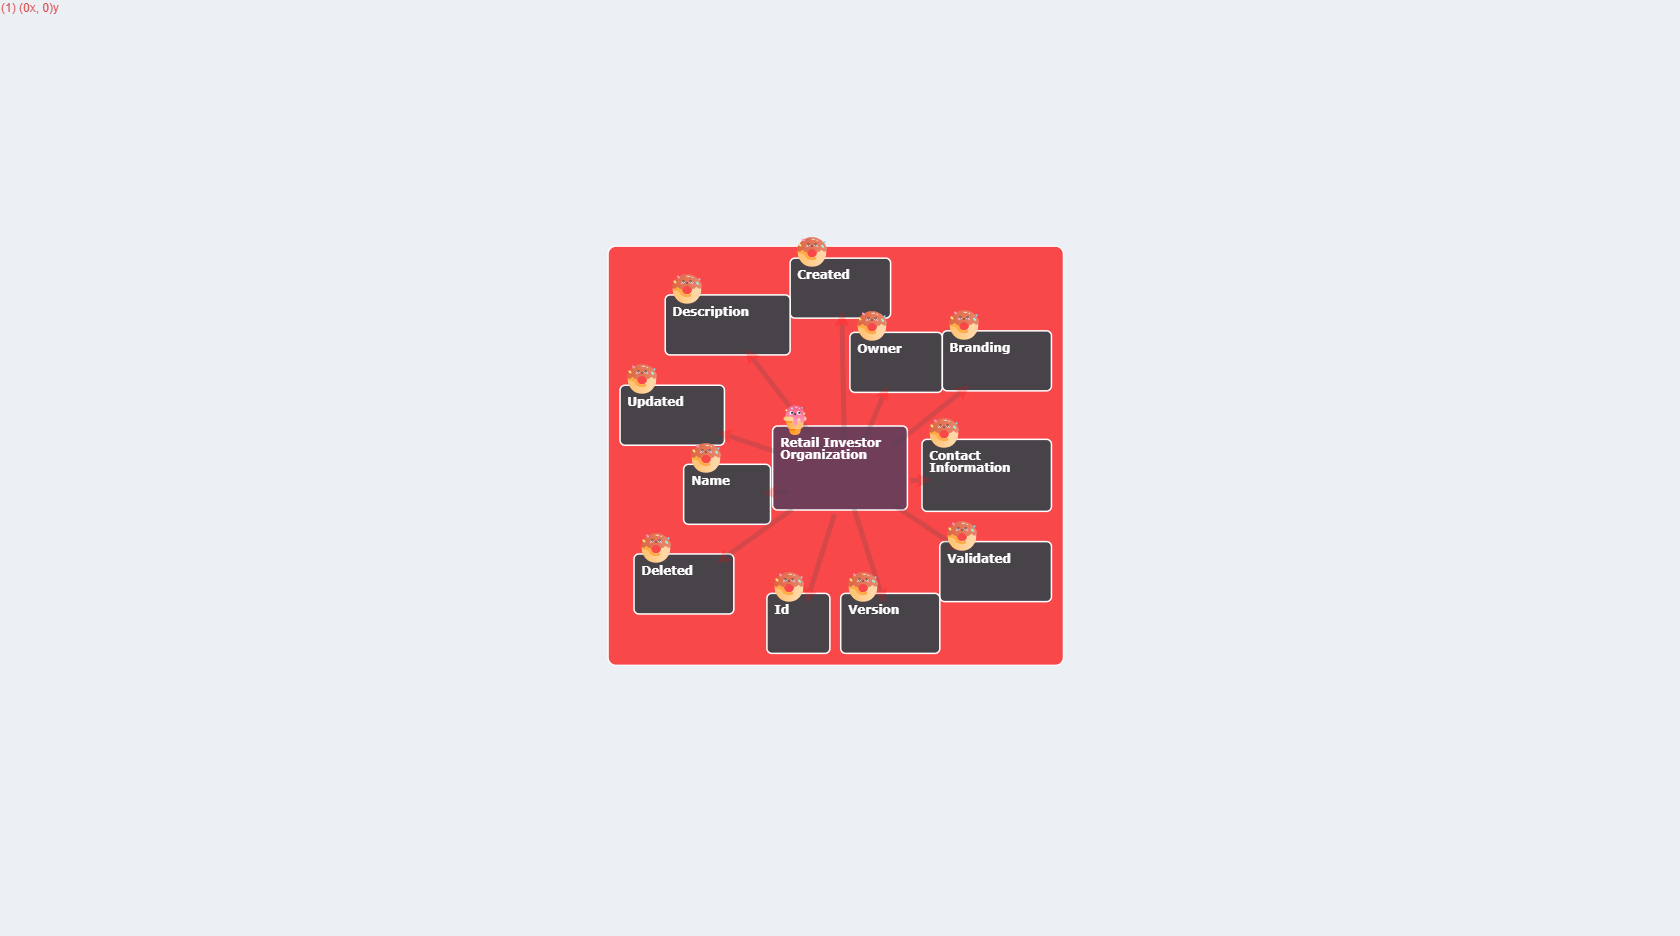 (1) (0x, 0)y
Created
Description
Owner
Branding
Updated
Retail Investor
Organization
Contact
Information
Name
Validated
Deleted
Id
Version